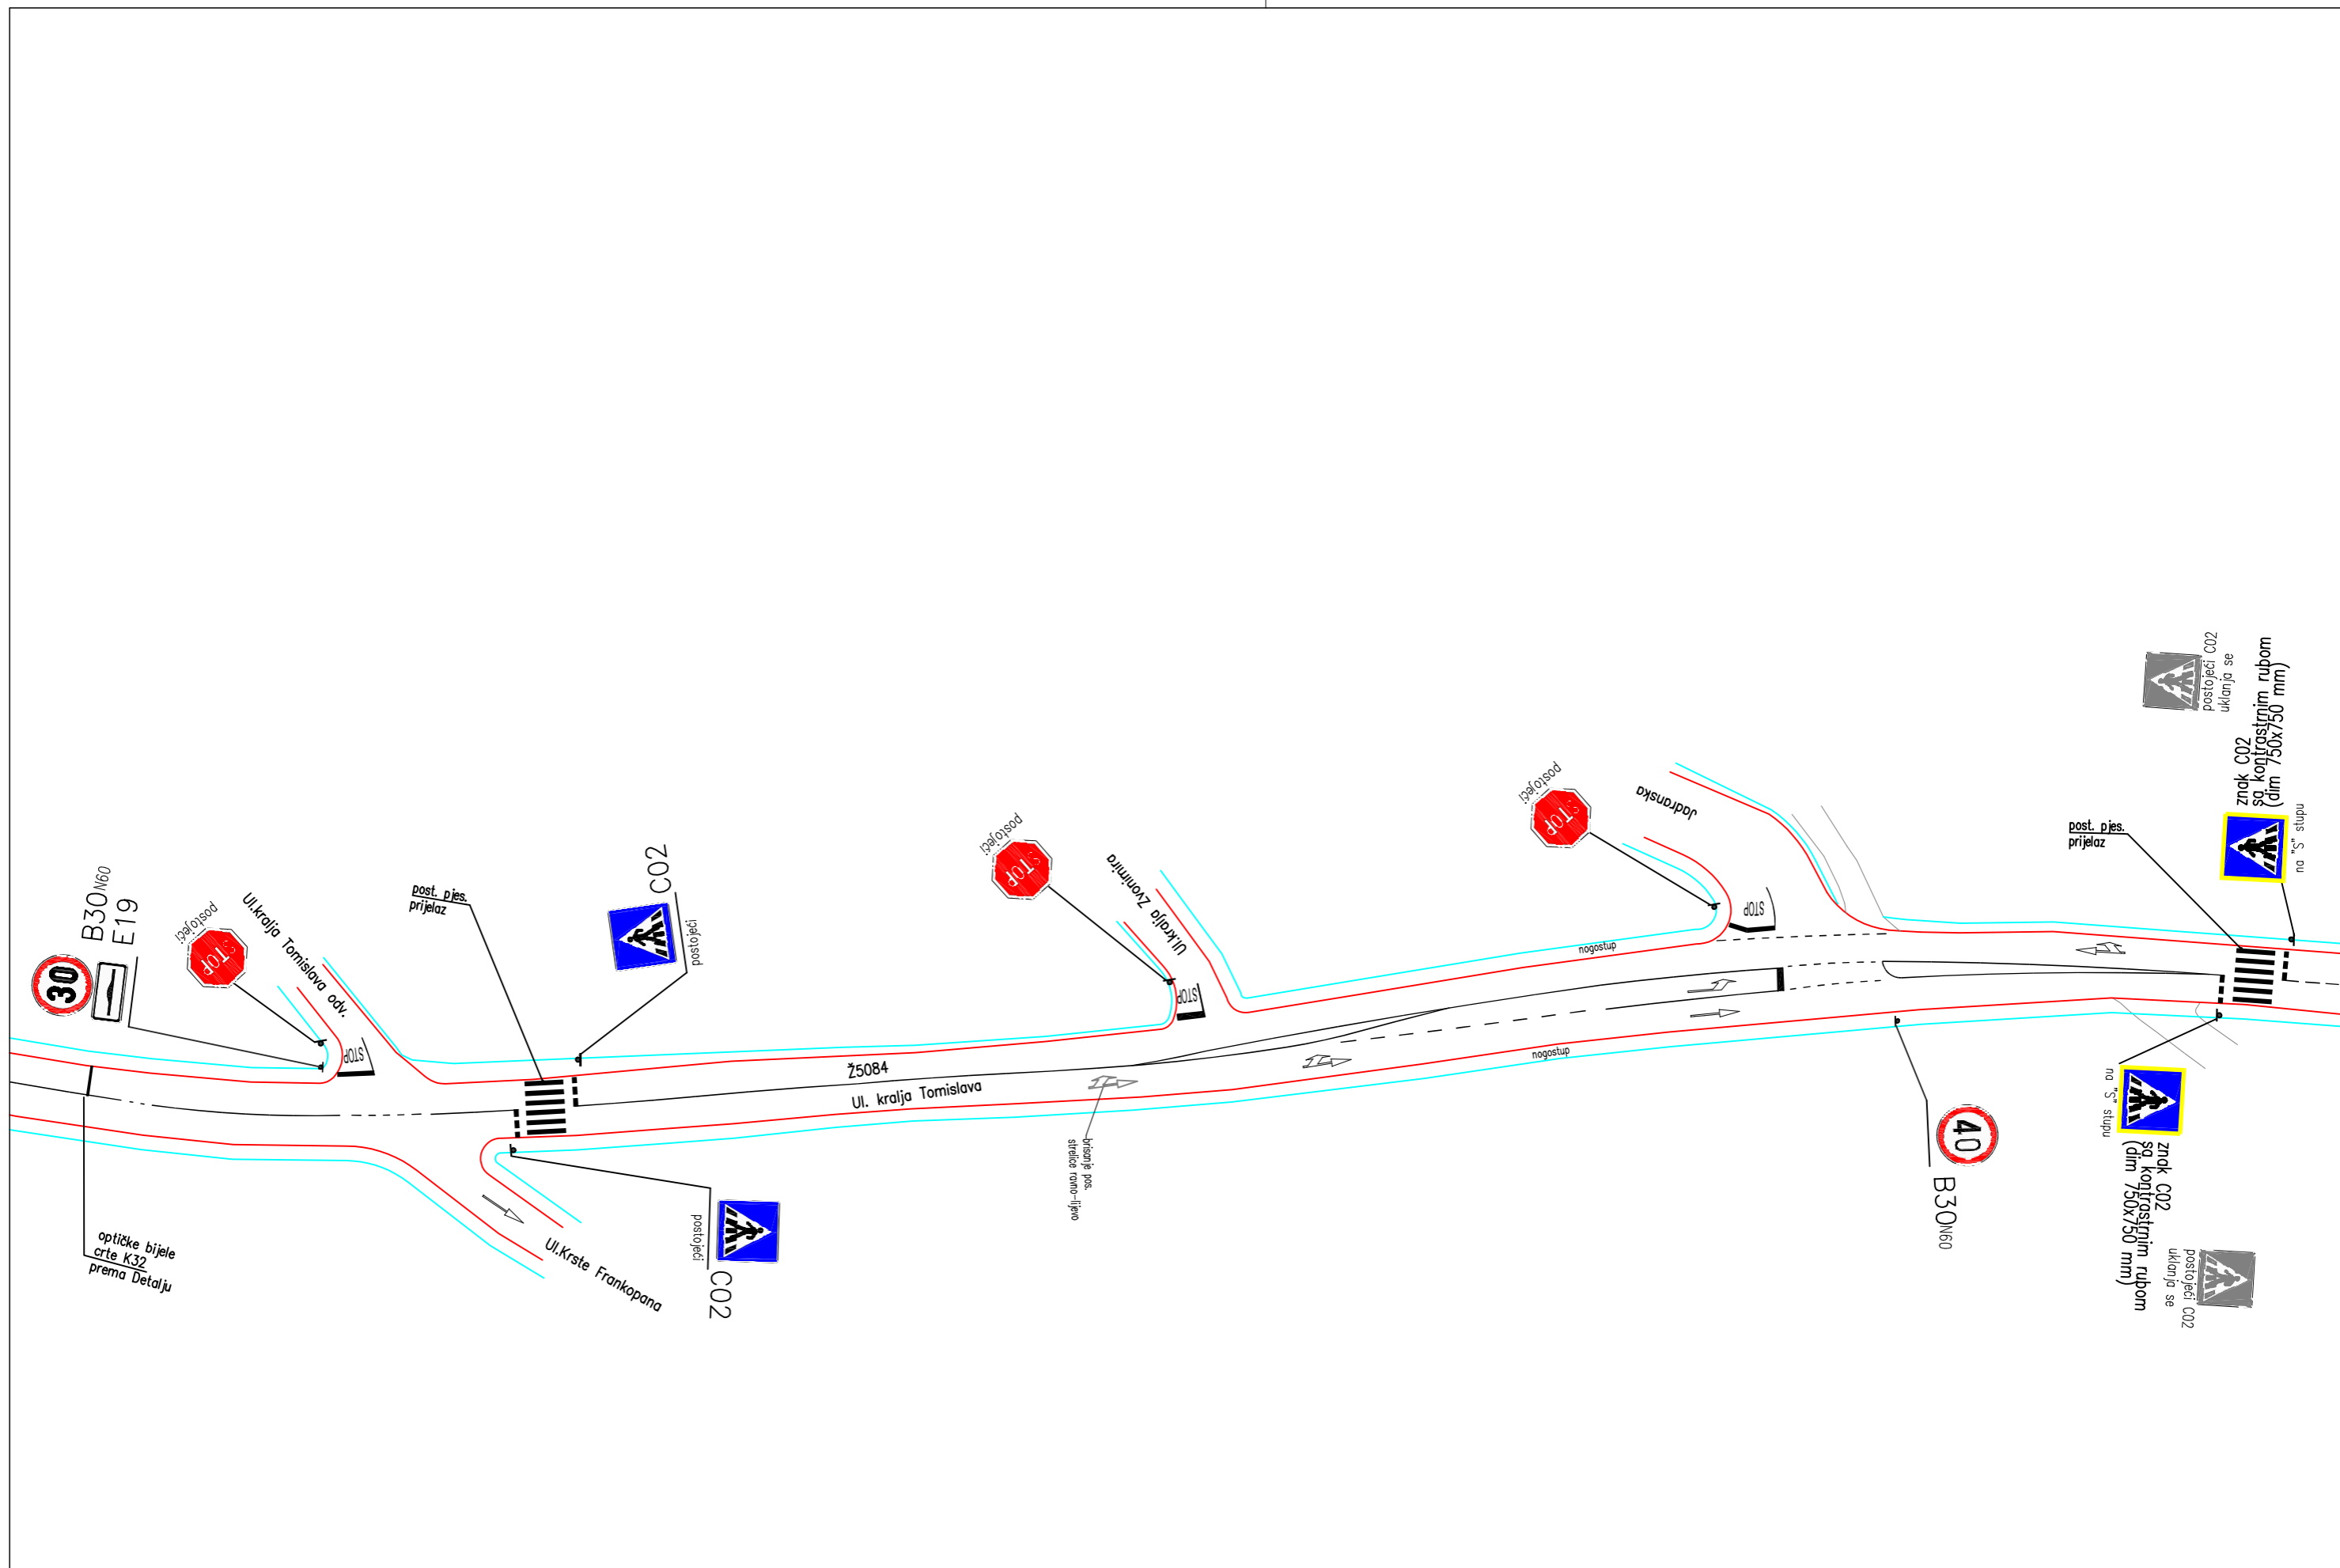 30
B30N60
E19
STOP
postojeći
Ul.kralja Tomislava odv.
STOP
optičke bijele
crte K32
prema Detalju
post. pjes.
prijelaz
C02
postojeći
postojeći
C02
Ul.Krste Frankopana
Ž5084
Ul. kralja Tomislava
STOP
postojeći
Ul.kralja Zvonimira
STOP
brisanje pos.
strelice ravno-lijevo
STOP
postojeći
Jadranska
STOP
nogostup
nogostup
40
B30N60
post. pjes.
prijelaz
postojeći C02
uklanja se
znak C02
sa kontrastrnim rubom
(dim 750x750 mm)
na "S" stupu
na "S" stupu
znak C02
sa kontrastrnim rubom
(dim 750x750 mm)
postojeći C02
uklanja se